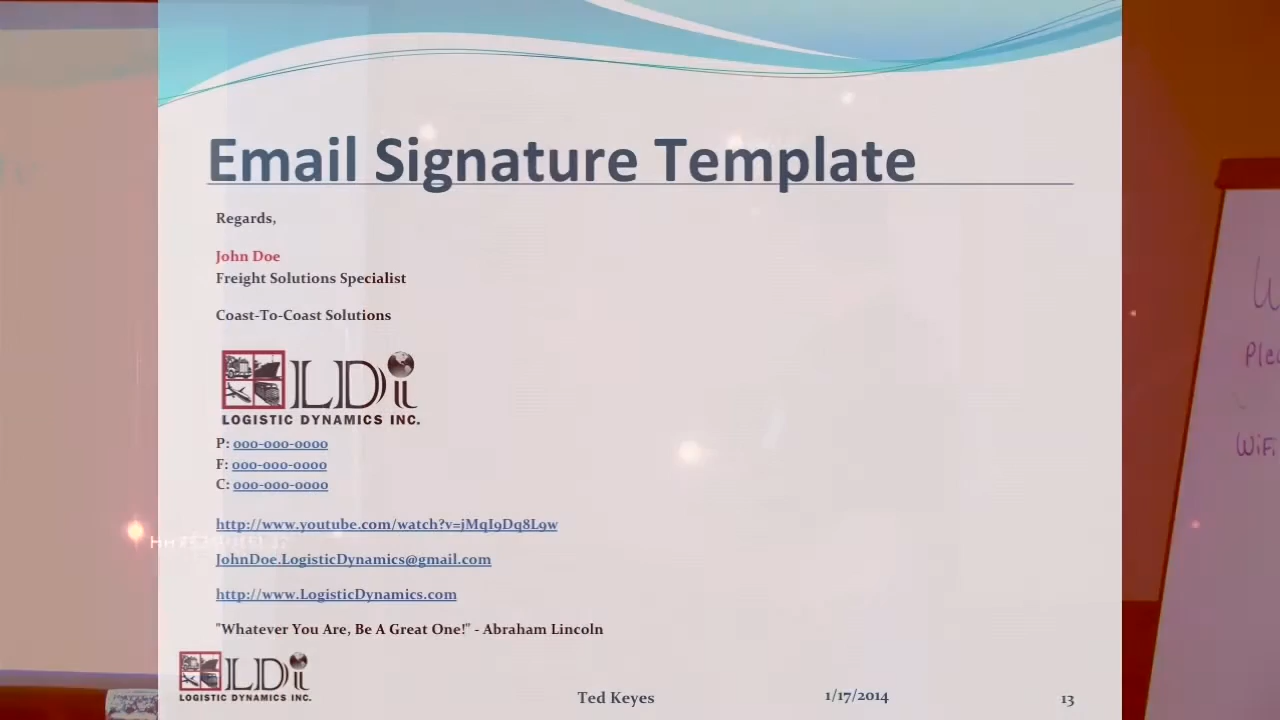 Email Signature Template
Regards,
John Doe
Freight Solutions Specialist
Coast-To-Coast Solutions
LDi
LOGISTIC DYNAMICS INC.
P: 000-000-0000
F: 000-000-0000
C: 000-000-0000
http://www.youtube.com/watch?v=jMqI9Dq8L9w
JohnDoe.LogisticDynamics@gmail.com
http://www.LogisticDynamics.com
"Whatever You Are, Be A Great One!" - Abraham Lincoln
LDi
LOGISTIC DYNAMICS INC.
Ted Keyes
1/17/2014
13
WiFi